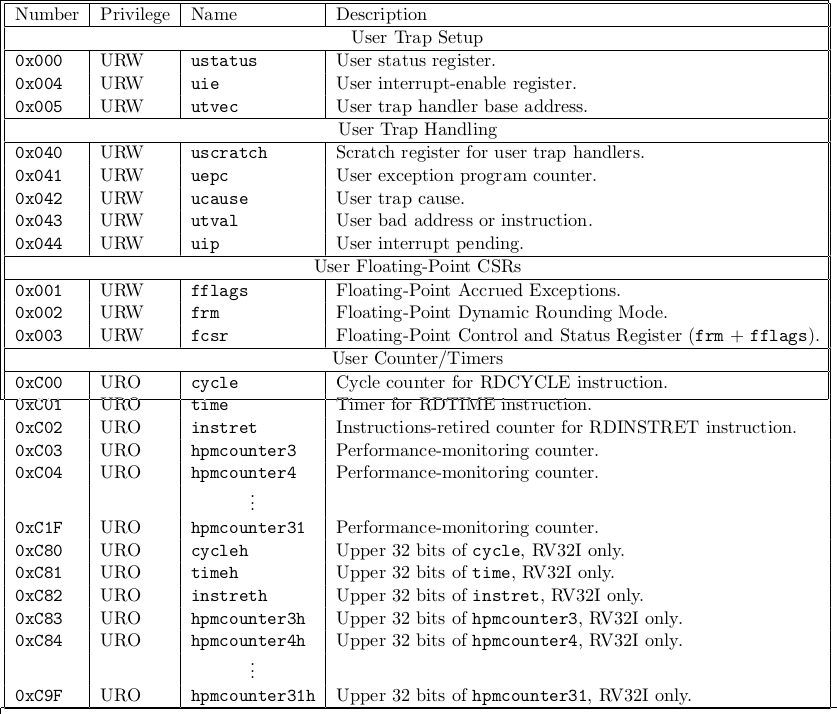 Number Privilege Name Description
User Trap Setup
0x000 URW ustatus User status register.
0x004 URW uie User interrupt-enable register.
0x005 URW utvec User trap handler base address.
User Trap Handling
0x040 URW uscratch Scratch register for user trap handlers.
0x041 URW uepc User exception program counter.
0x042 URW ucause User trap cause.
0x043 URW utval User bad address or instruction.
0x044 URW uip User interrupt pending.
User Floating-Point CSRs
0x001 URW fflags Floating-Point Accrued Exceptions.
0x002 URW frm Floating-Point Dynamic Rounding Mode.
0x003 URW fcsr Floating-Point Control and Status Register (frm + fflags).
User Counter/Timers
0xC00 URO cycle Cycle counter for RDCYCLE instruction.
0xC01 URO time Timer for RDTIME instruction.
0xC02 URO instret Instructions-retired counter for RDINSTRET instruction.
0xC03 URO hpmcounter3 Performance-monitoring counter.
0xC04 URO hpmcounter4 Performance-monitoring counter.
⋮
0xC1F URO hpmcounter31 Performance-monitoring counter.
0xC80 URO cycleh Upper 32 bits of cycle, RV32I only.
0xC81 URO timeh Upper 32 bits of time, RV32I only.
0xC82 URO instreth Upper 32 bits of instret, RV32I only.
0xC83 URO hpmcounter3h Upper 32 bits of hpmcounter3, RV32I only.
0xC84 URO hpmcounter4h Upper 32 bits of hpmcounter4, RV32I only.
⋮
0xC9F URO hpmcounter31h Upper 32 bits of hpmcounter31, RV32I only.